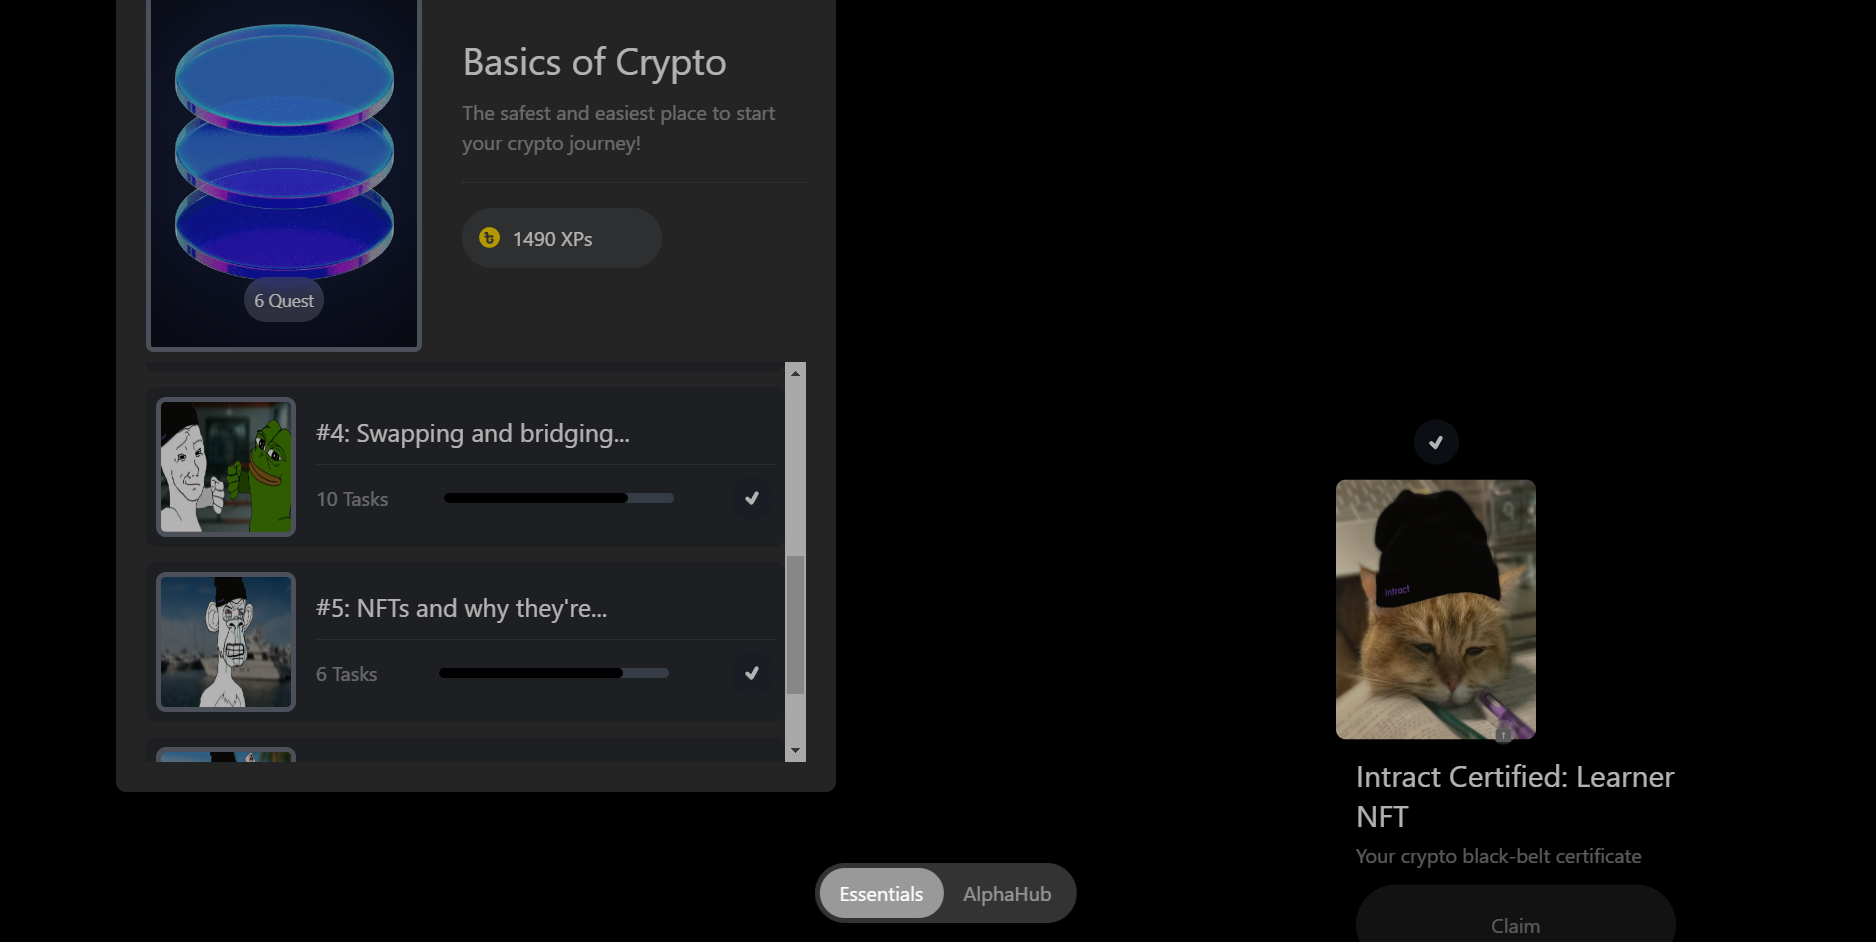 Basics of Crypto
The safest and easiest place to start
your crypto journey!
1490 XPs
6 Quest
#4: Swapping and bridging...
10 Tasks
#5: NFTs and why they're...
6 Tasks
Intract
Intract Certified: Learner
NFT
Your crypto black-belt certificate
Claim
Essentials
AlphaHub